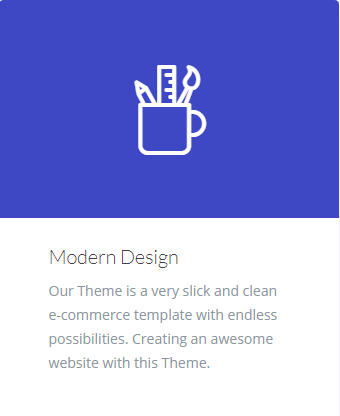 Modern Design
Our Theme is a very slick and clean
e-commerce template with endless
possibilities. Creating an awesome
website with this Theme.